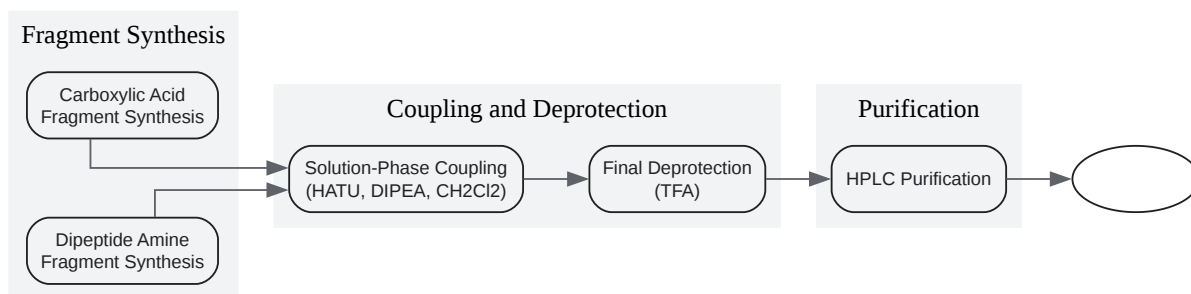 Fragment Synthesis
Carboxylic Acid
Fragment Synthesis
Dipeptide Amine
Fragment Synthesis
Coupling and Deprotection
Solution-Phase Coupling
(HATU, DIPEA, CH2Cl2)
Final Deprotection
(TFA)
Purification
HPLC Purification